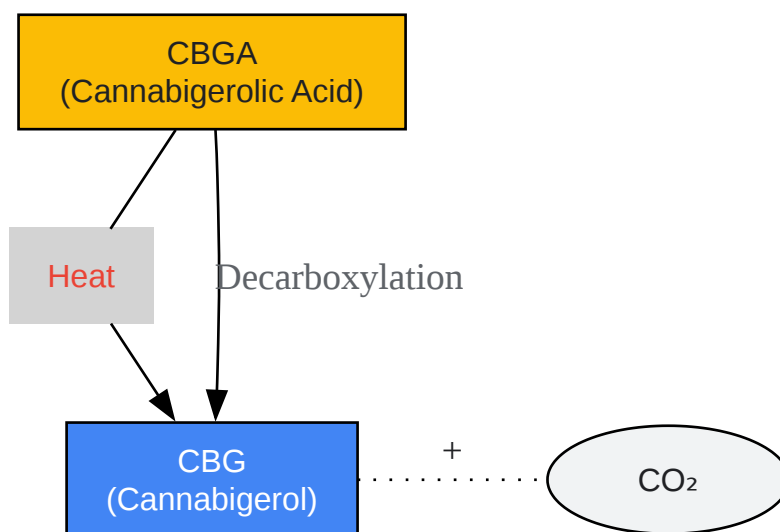 CBGA
(Cannabigerolic Acid)
Heat
Decarboxylation
CBG
(Cannabigerol)
+
CO₂